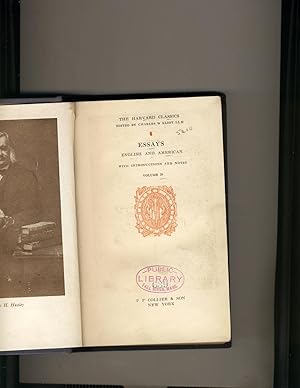 H. Huxley
THE HARVARD CLASSICS
EDITED BY CHARLES W ELIOT LL D
ESSAYS
ENGLISH AND AMERICAN
WITH INTRODUCTIONS AND NOTES
VOLUME 28
PUBLIC
LIBRARY
P F COLLIER & SON
NEW YORK